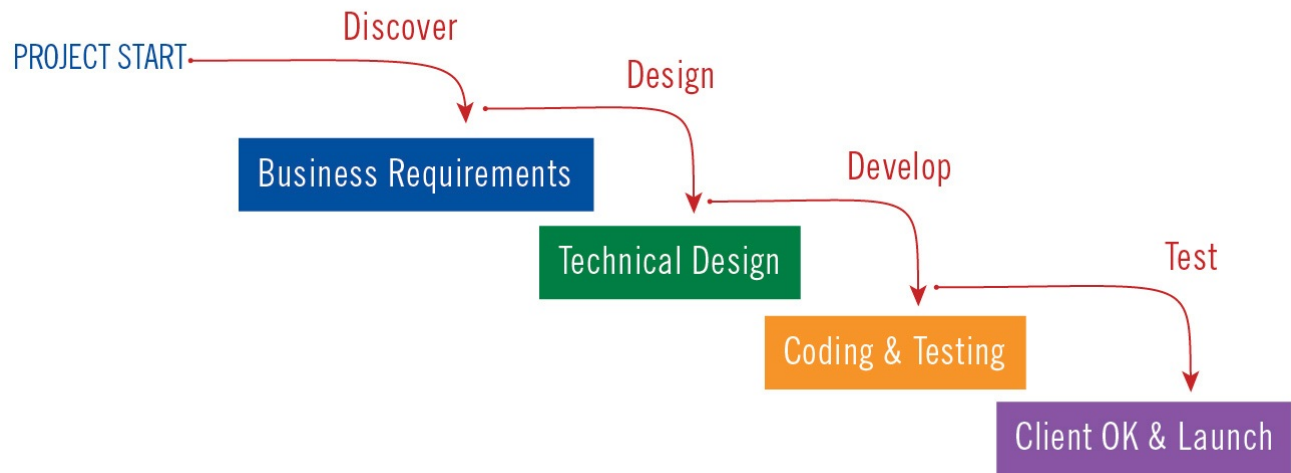 PROJECT START
Discover
Business Requirements
Design
Technical Design
Develop
Coding & Testing
Test
Client OK & Launch